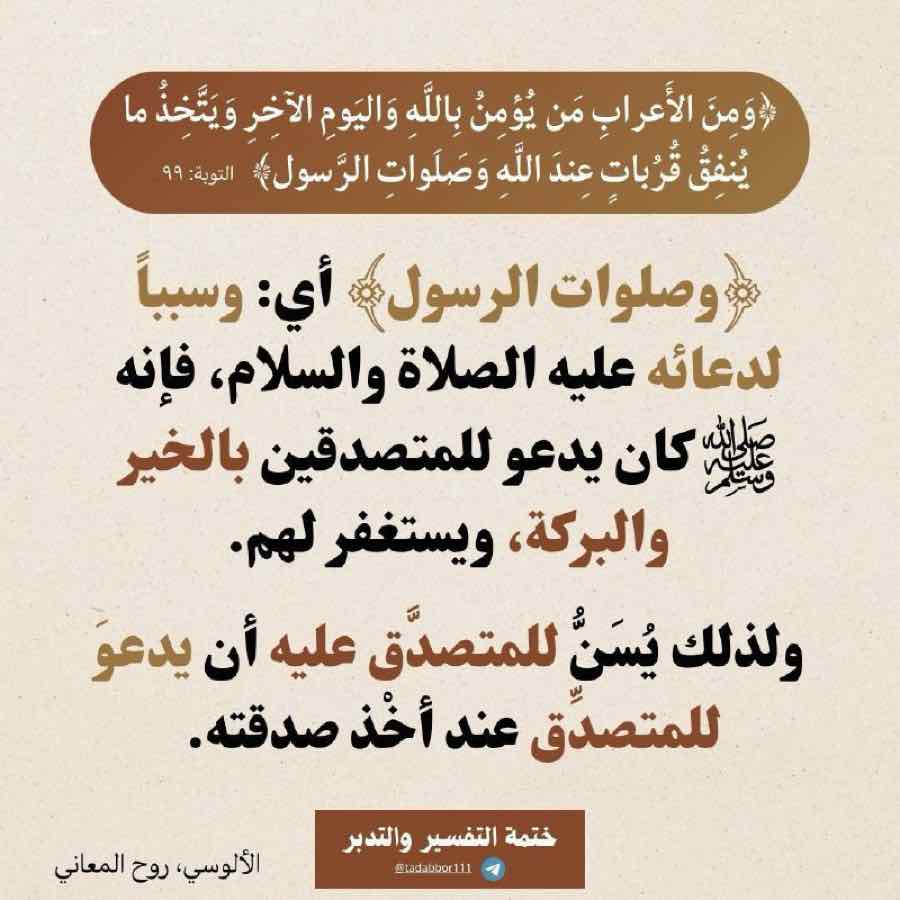 ﴿وَمِنَ الأَعرابِ مَن يُؤمِنُ بِاللَّهِ وَاليَومِ الآخِرِ وَيَتَّخِذُ ما
يُنفِقُ قُرُباتٍ عِندَ اللَّهِ وَصَلَواتِ الرَّسول﴾ التوبة: ٩٩
﴿وصلوات الرسول﴾ أي: وسبباً
لدعائه عليه الصلاة والسلام، فإنه
ﷺ كان يدعو للمتصدقين بالخير
والبركة، ويستغفر لهم.
ولذلك يُسَنُّ للمتصدَّق عليه أن يدعوَ
للمتصدِّق عند أخْذ صدقته.
ختمة التفسير والتدبر
@tadabbor111
الألوسي، روح المعاني